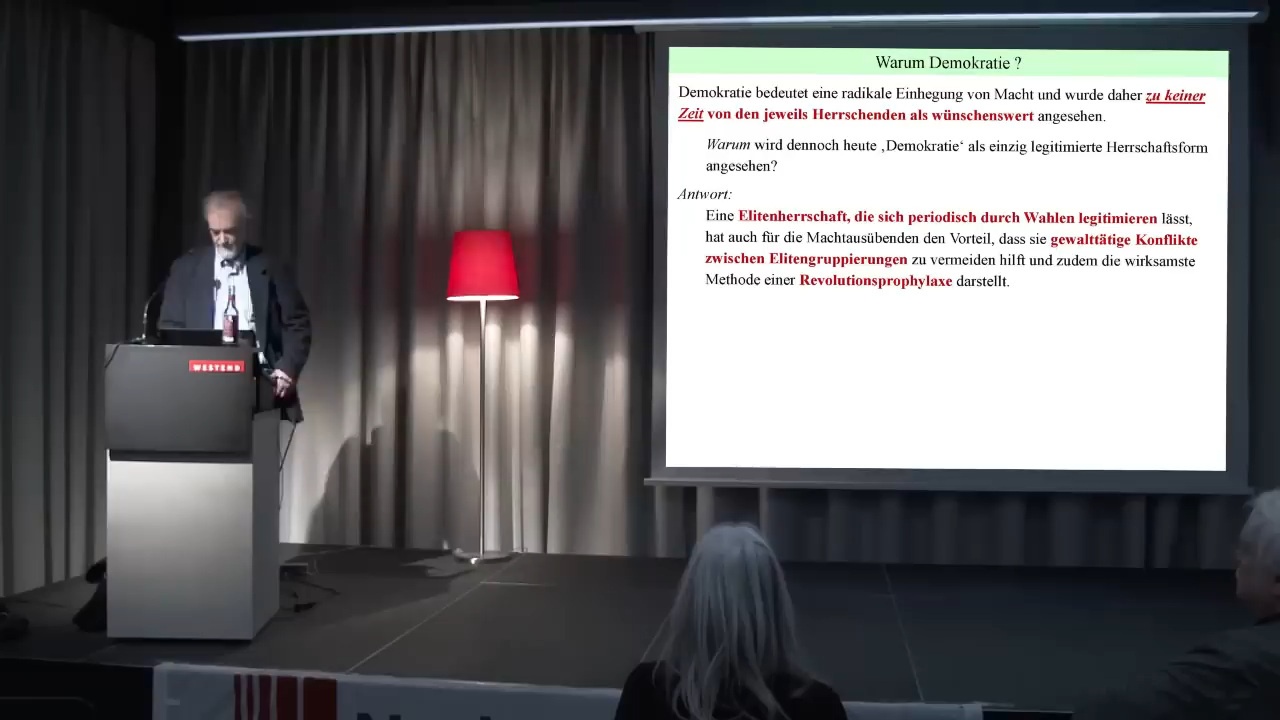 Warum Demokratie ?
Demokratie bedeutet eine radikale Einhegung von Macht und wurde daher zu keiner
Zeit von den jeweils Herrschenden als wünschenswert angesehen.
Warum wird dennoch heute ‚Demokratie‘ als einzig legitimierte Herrschaftsform
angesehen?
Antwort:
Eine Elitenherrschaft, die sich periodisch durch Wahlen legitimieren lässt,
hat auch für die Machtausübenden den Vorteil, dass sie gewalttätige Konflikte
zwischen Elitengruppierungen zu vermeiden hilft und zudem die wirksamste
Methode einer Revolutionsprophylaxe darstellt.
WESTEND